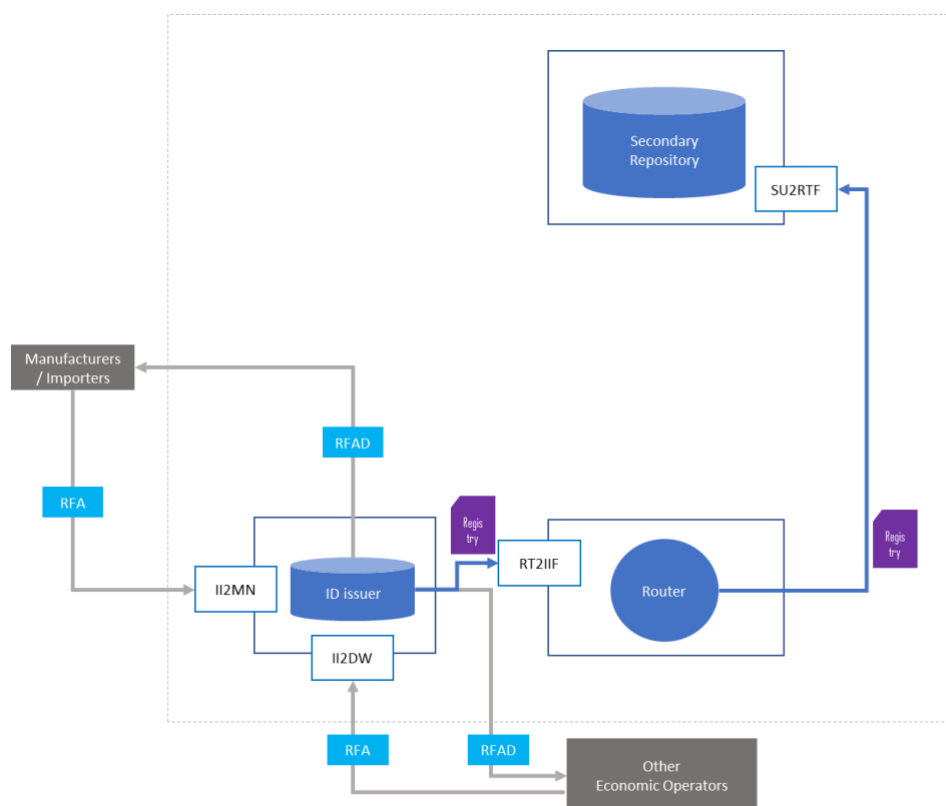 Secondary
Repository
SU2RTF
Manufacturers
/ Importers
RFAD
RFA
Regis
try
Regis
try
RT2IIF
II2MN
ID issuer
Router
II2DW
RFA
RFAD
Other
Economic Operators